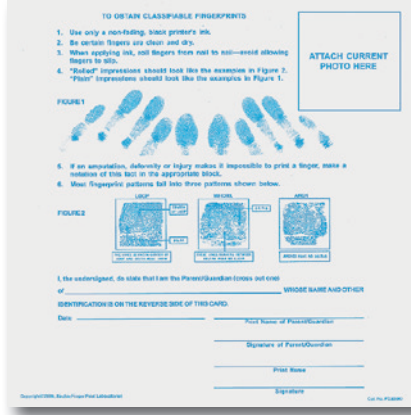 TO OBTAIN CLASSIFIABLE FINGERPRINTS
1. Use only a non-fading, black printer's ink.
2. Be certain fingers are clean and dry.
3. When applying ink, roll fingers from nail to nail—avoid allowing
fingers to slip.
4. "Rolled" impressions should look like the examples in Figure 2.
"Plain" impressions should look like the examples in Figure 1.
ATTACH CURRENT
PHOTO HERE
FIGURE 1
5. If an amputation, deformity or injury makes it impossible to print a finger, make a
notation of this fact in the appropriate block.
6. Most fingerprint patterns fall into three patterns shown below.
FIGURE 2
LOOP
WHORL
ARCH
I, the undersigned, do state that I am the Parent/Guardian (cross out one)
of
WHOSE NAME AND OTHER
IDENTIFICATION IS ON THE REVERSE SIDE OF THIS CARD.
Date
Print Name of Parent/Guardian
Signature of Parent/Guardian
Print Name
Signature